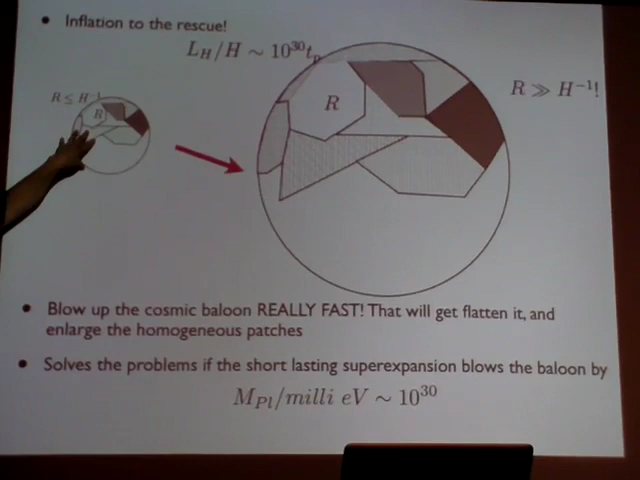 • Inflation to the rescue!
L_H/H ∼ 10^30 t_p
R ≫ H^−1!
R ≤ H^−1
R
R
• Blow up the cosmic baloon REALLY FAST! That will get flatten it, and
enlarge the homogeneous patches
• Solves the problems if the short lasting superexpansion blows the baloon by
M_Pl/milli eV ∼ 10^30